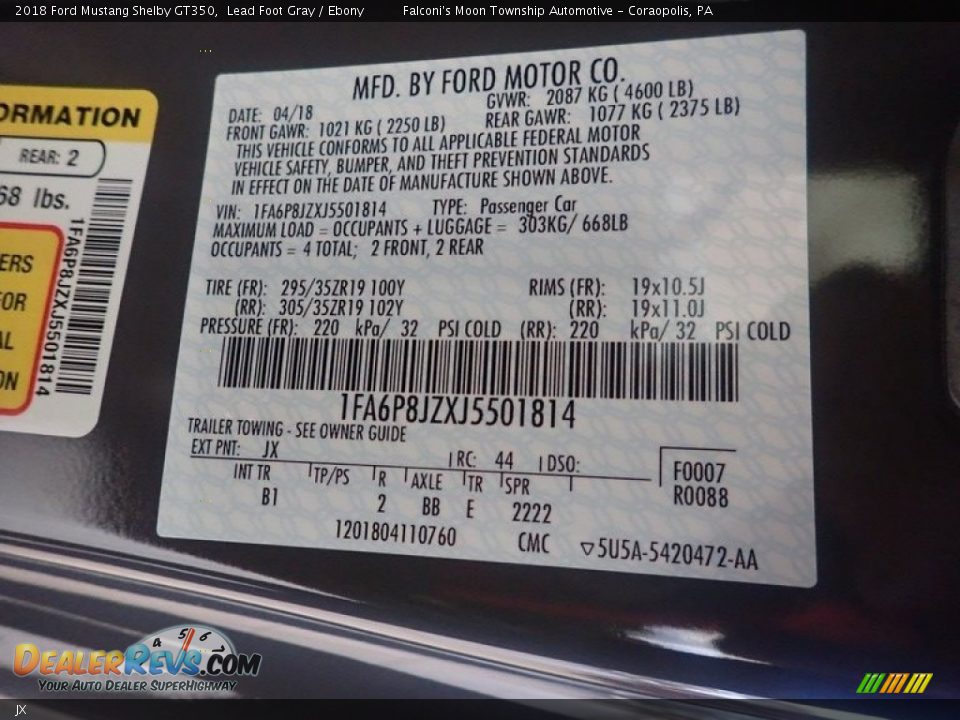 2018 Ford Mustang Shelby GT350, Lead Foot Gray / Ebony Falconi's Moon Township Automotive - Coraopolis, PA
ORMATION
REAR: 2
68 lbs.
ERS
FOR
AL
ON
1FA6P8JZXJ5501814
MFD. BY FORD MOTOR CO.
DATE: 04/18 GVWR: 2087 KG ( 4600 LB)
FRONT GAWR: 1021 KG ( 2250 LB) REAR GAWR: 1077 KG ( 2375 LB)
THIS VEHICLE CONFORMS TO ALL APPLICABLE FEDERAL MOTOR
VEHICLE SAFETY, BUMPER, AND THEFT PREVENTION STANDARDS
IN EFFECT ON THE DATE OF MANUFACTURE SHOWN ABOVE.
VIN: 1FA6P8JZXJ5501814 TYPE: Passenger Car
MAXIMUM LOAD = OCCUPANTS + LUGGAGE = 303KG/ 668LB
OCCUPANTS = 4 TOTAL; 2 FRONT, 2 REAR
TIRE (FR): 295/35ZR19 100Y RIMS (FR): 19x10.5J
(RR): 305/35ZR19 102Y (RR): 19x11.0J
PRESSURE (FR): 220 kPa/ 32 PSI COLD (RR): 220 kPa/ 32 PSI COLD
1FA6P8JZXJ5501814
TRAILER TOWING - SEE OWNER GUIDE
EXT PNT: JX RC: 44 DSO: F0007
INT TR TP/PS R AXLE TR SPR R0088
B1 2 BB E 2222
1201804110760 CMC 5U5A-5420472-AA
4 5 6
DEALERREVS.COM
YOUR AUTO DEALER SUPERHIGHWAY
JX